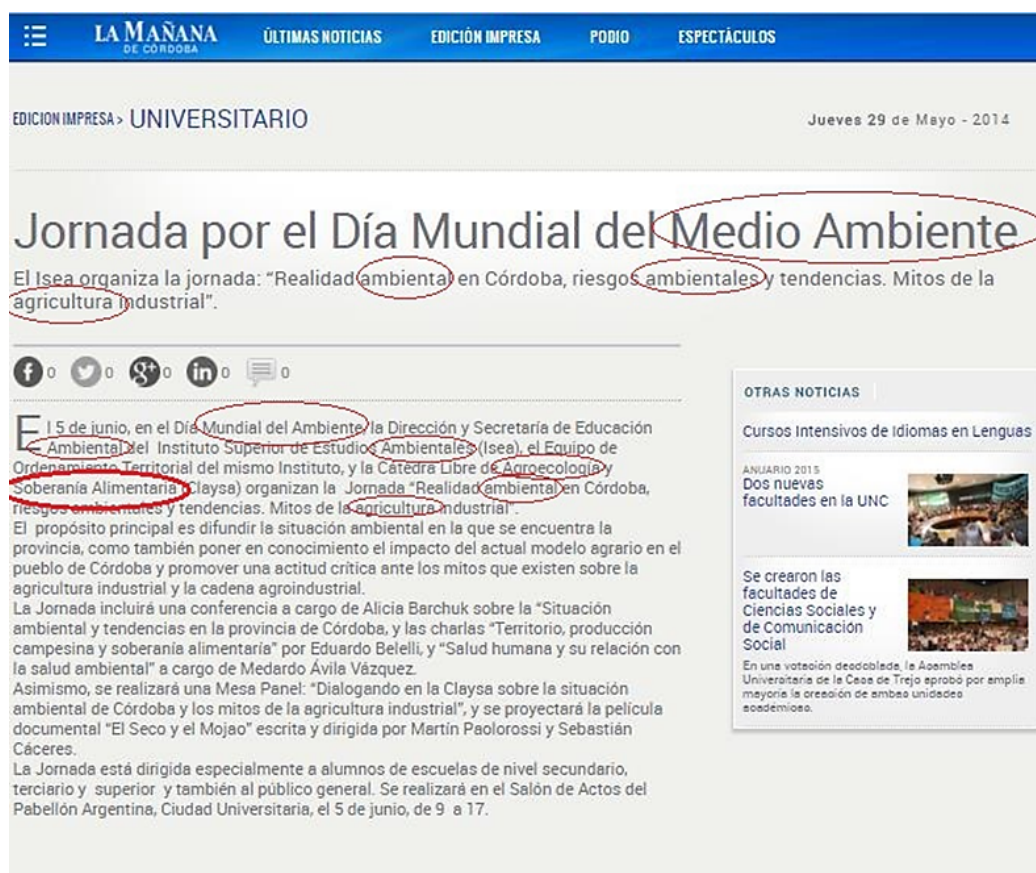 LA MAÑANA
DE CÓRDOBA
ÚLTIMAS NOTICIAS
EDICIÓN IMPRESA
PODIO
ESPECTÁCULOS
EDICION IMPRESA > UNIVERSITARIO
Jueves 29 de Mayo - 2014
Jornada por el Día Mundial del Medio Ambiente
El Isea organiza la jornada: “Realidad ambiental en Córdoba, riesgos ambientales y tendencias. Mitos de la
agricultura industrial”.
f 0
0
g+ 0
in 0
0
El 5 de junio, en el Día Mundial del Ambiente, la Dirección y Secretaría de Educación
Ambiental del Instituto Superior de Estudios Ambientales (Isea), el Equipo de
Ordenamiento Territorial del mismo Instituto, y la Cátedra Libre de Agroecología y
Soberanía Alimentaria (Claysa) organizan la Jornada “Realidad ambiental en Córdoba,
riesgos ambientales y tendencias. Mitos de la agricultura industrial”.
El propósito principal es difundir la situación ambiental en la que se encuentra la
provincia, como también poner en conocimiento el impacto del actual modelo agrario en el
pueblo de Córdoba y promover una actitud crítica ante los mitos que existen sobre la
agricultura industrial y la cadena agroindustrial.
La Jornada incluirá una conferencia a cargo de Alicia Barchuk sobre la “Situación
ambiental y tendencias en la provincia de Córdoba, y las charlas “Territorio, producción
campesina y soberanía alimentaría” por Eduardo Belelli, y “Salud humana y su relación con
la salud ambiental” a cargo de Medardo Ávila Vázquez.
Asimismo, se realizará una Mesa Panel: “Dialogando en la Claysa sobre la situación
ambiental de Córdoba y los mitos de la agricultura industrial”, y se proyectará la película
documental “El Seco y el Mojao” escrita y dirigida por Martín Paolorossi y Sebastián
Cáceres.
La Jornada está dirigida especialmente a alumnos de escuelas de nivel secundario,
terciario y superior y también al público general. Se realizará en el Salón de Actos del
Pabellón Argentina, Ciudad Universitaria, el 5 de junio, de 9 a 17.
OTRAS NOTICIAS
Cursos Intensivos de Idiomas en Lenguas
ANUARIO 2015
Dos nuevas
facultades en la UNC
Se crearon las
facultades de
Ciencias Sociales y
de Comunicación
Social
En una votación desdoblada, la Asamblea
Universitaria de la Casa de Trejo aprobó por amplia
mayoría la creación de ambas unidades
académicas.